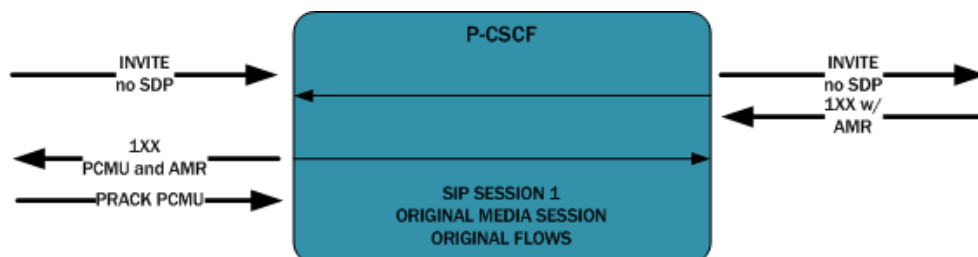 P-CSCF
INVITE
no SDP
INVITE
no SDP
1XX w/
AMR
1XX
PCMU and AMR
PRACK PCMU
SIP SESSION 1
ORIGINAL MEDIA SESSION
ORIGINAL FLOWS